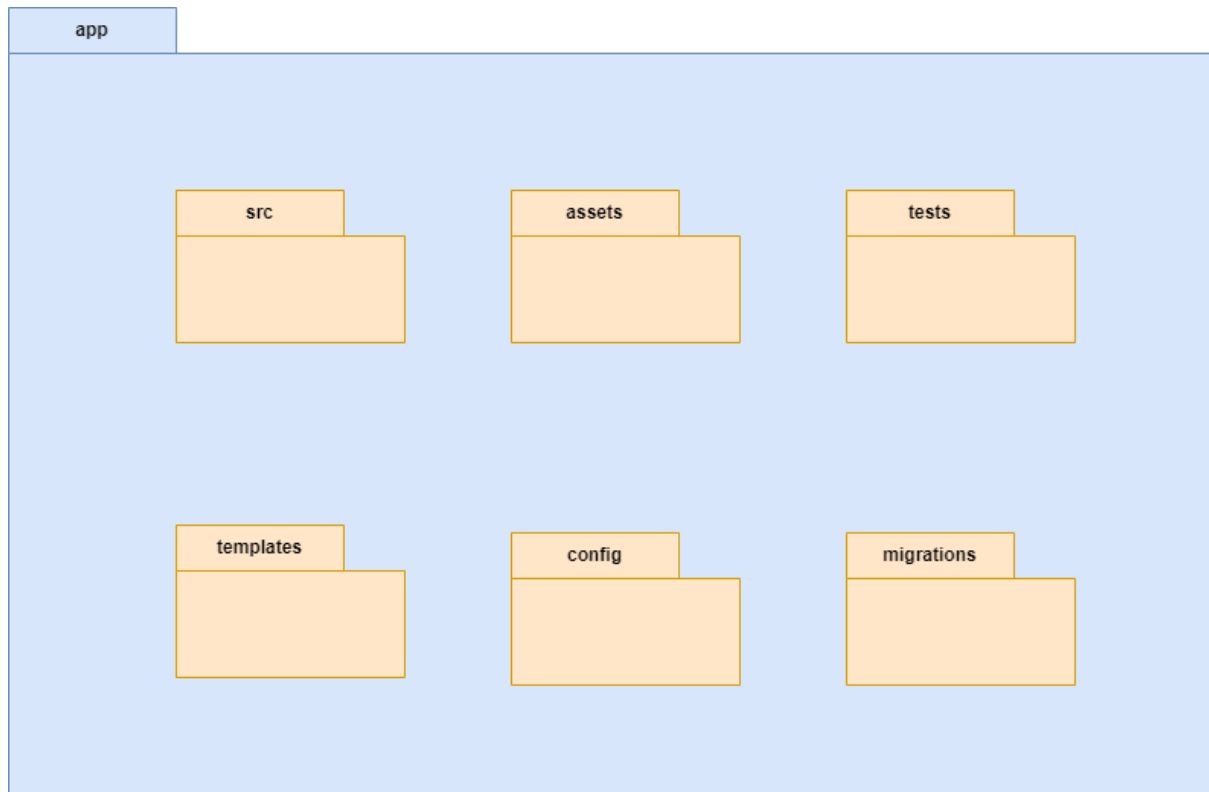 app
src
assets
tests
templates
config
migrations